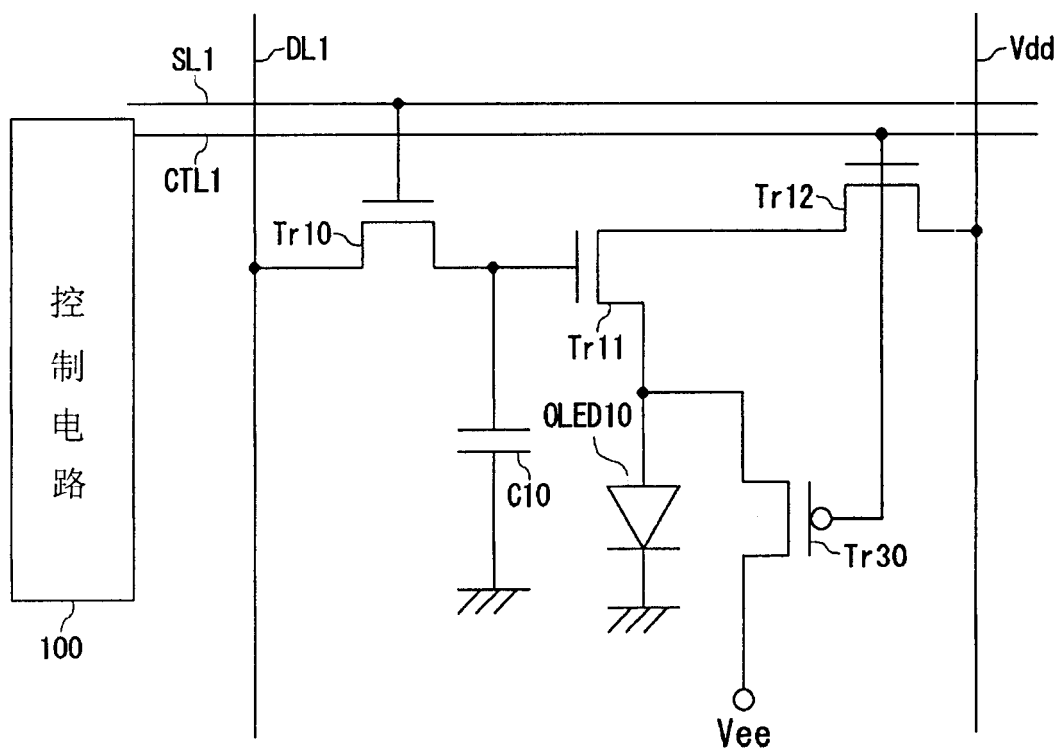 DL1
Vdd
SL1
CTL1
Tr12
Tr10
控制电路
Tr11
OLED10
C10
Tr30
100
Vee